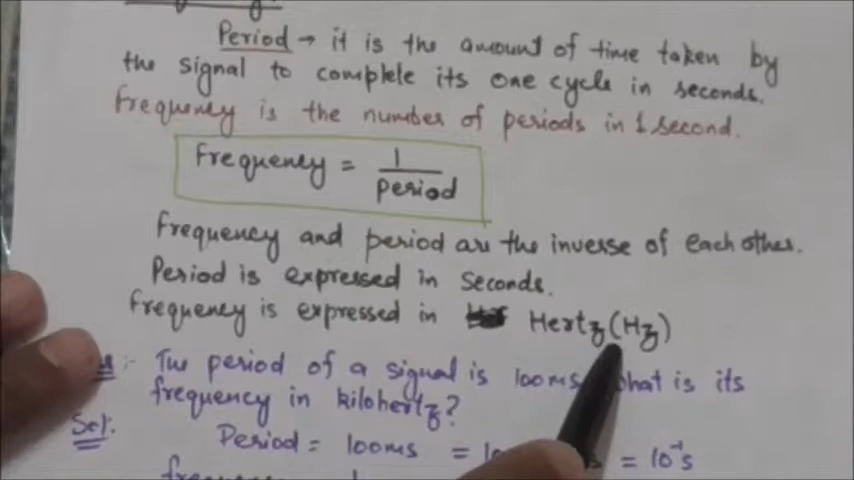 Period → it is the amount of time taken by
the signal to complete its one cycle in seconds.
Frequency is the number of periods in 1 second.
Frequency = 1 / period
Frequency and period are the inverse of each other.
Period is expressed in seconds.
Frequency is expressed in Hertz (Hz)
:- The period of a signal is 100ms what is its
frequency in kilohertz?
Sol:
Period = 100ms = 10 s = 10⁻¹s
frequency 1